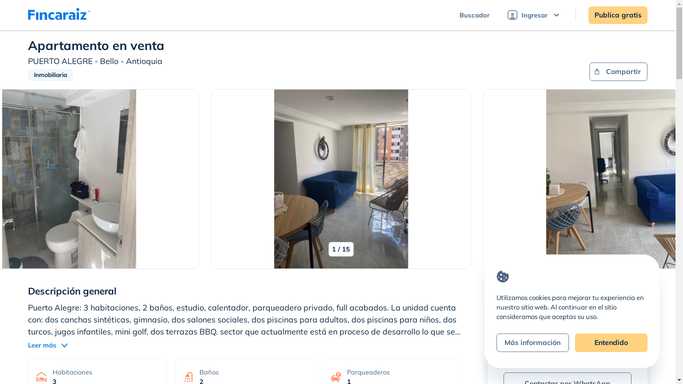 Fincaraiz
Buscador
Ingresar
Publica gratis
Apartamento en venta
PUERTO ALEGRE - Bello - Antioquia
Inmobiliaria
Compartir
1 / 15
Descripción general
Puerto Alegre: 3 habitaciones, 2 baños, estudio, calentador, parqueadero privado, full acabados. La unidad cuenta
con: dos canchas sintéticas, gimnasio, dos salones sociales, dos piscinas para adultos, dos piscinas para niños, dos
turcos, jugos infantiles, mini golf, dos terrazas BBQ. sector que actualmente está en proceso de desarrollo lo que se...
Leer más
Habitaciones
3
Baños
2
Parqueaderos
1
Utilizamos cookies para mejorar tu experiencia en
nuestro sitio web. Al continuar en el sitio
consideramos que aceptas su uso.
Más información
Entendido
Contactar por WhatsApp